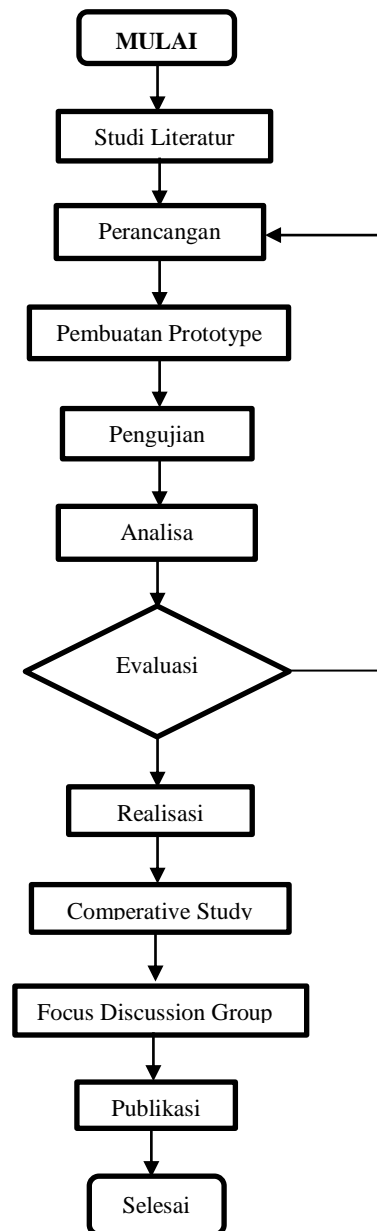 MULAI
Studi Literatur
Perancangan
Pembuatan Prototype
Pengujian
Analisa
Evaluasi
Realisasi
Comperative Study
Focus Discussion Group
Publikasi
Selesai